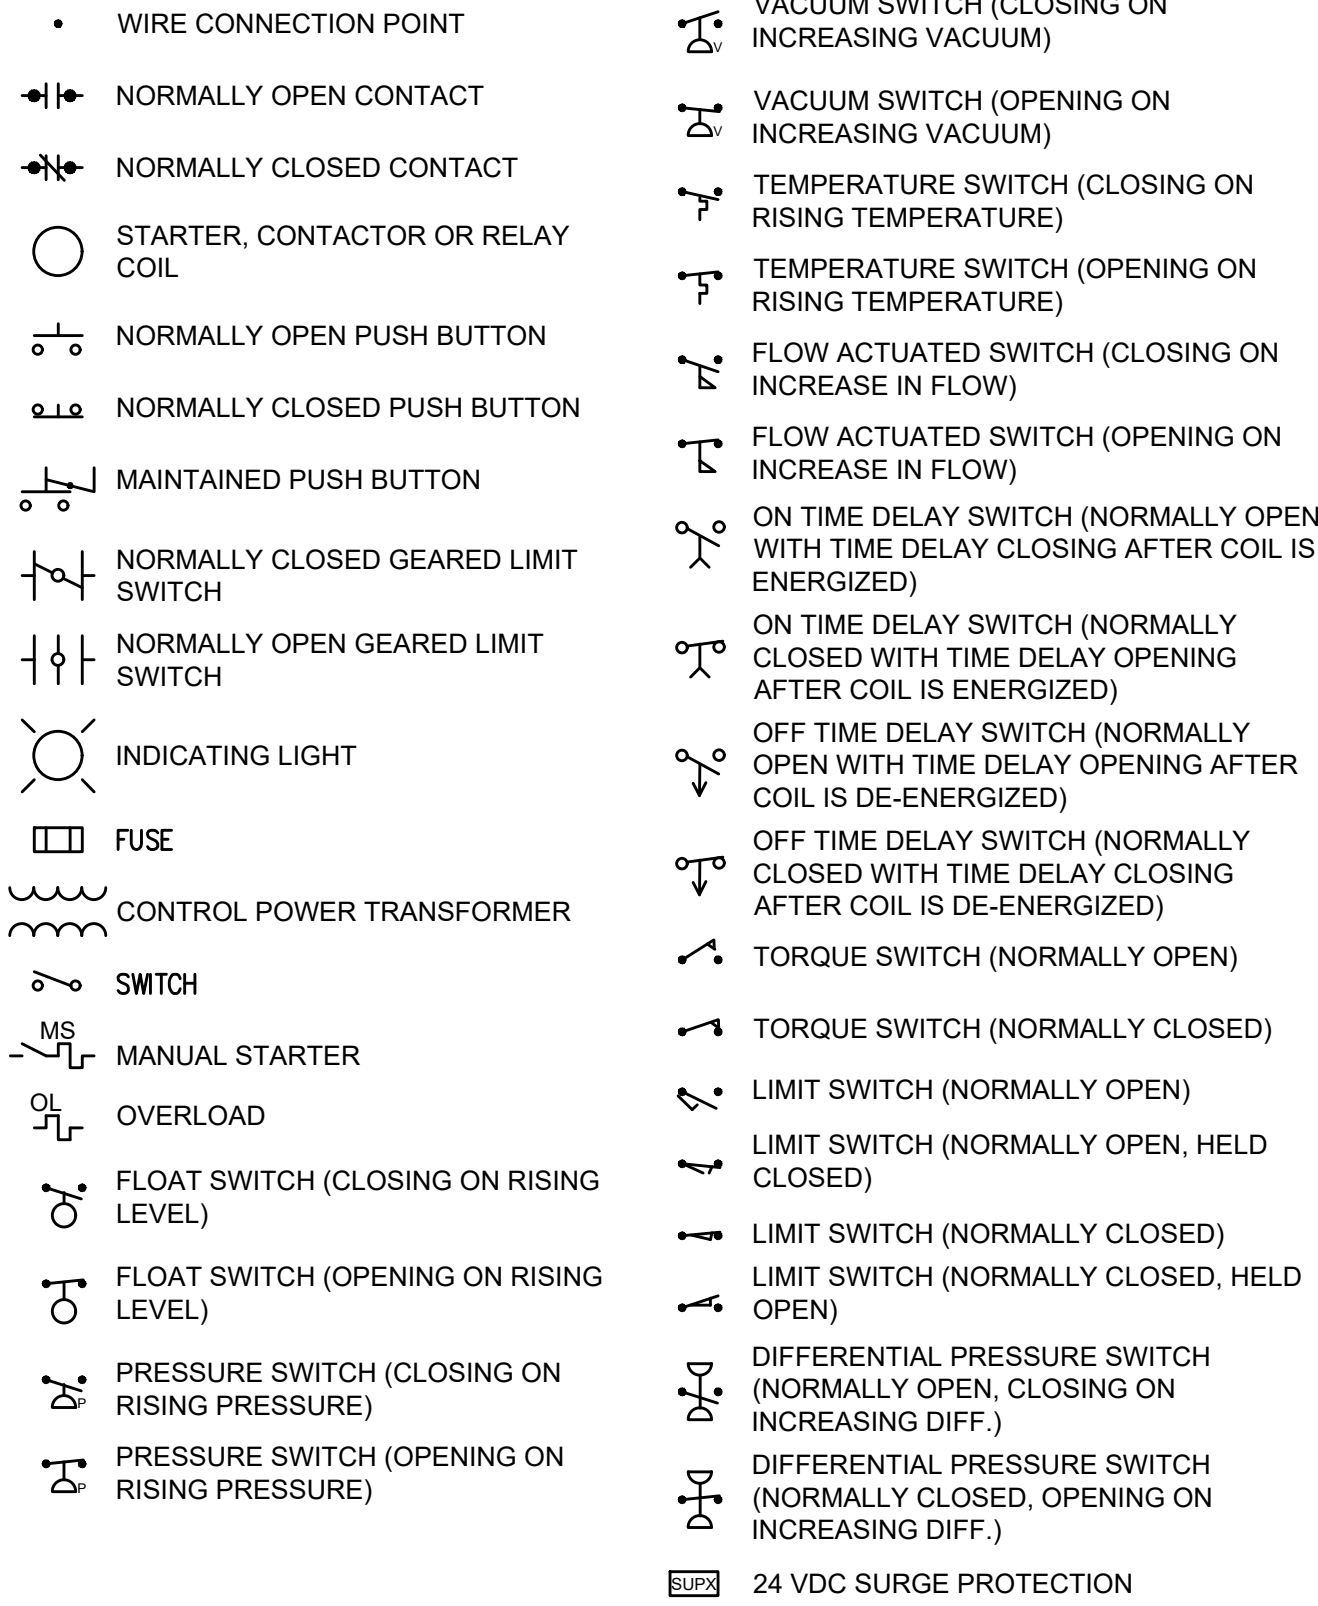 WIRE CONNECTION POINT
NORMALLY OPEN CONTACT
NORMALLY CLOSED CONTACT
STARTER, CONTACTOR OR RELAY
COIL
NORMALLY OPEN PUSH BUTTON
NORMALLY CLOSED PUSH BUTTON
MAINTAINED PUSH BUTTON
NORMALLY CLOSED GEARED LIMIT
SWITCH
NORMALLY OPEN GEARED LIMIT
SWITCH
INDICATING LIGHT
FUSE
CONTROL POWER TRANSFORMER
SWITCH
MS
MANUAL STARTER
OL
OVERLOAD
FLOAT SWITCH (CLOSING ON RISING
LEVEL)
FLOAT SWITCH (OPENING ON RISING
LEVEL)
PRESSURE SWITCH (CLOSING ON
P
RISING PRESSURE)
PRESSURE SWITCH (OPENING ON
P
RISING PRESSURE)
VACUUM SWITCH (CLOSING ON
V
INCREASING VACUUM)
VACUUM SWITCH (OPENING ON
V
INCREASING VACUUM)
TEMPERATURE SWITCH (CLOSING ON
RISING TEMPERATURE)
TEMPERATURE SWITCH (OPENING ON
RISING TEMPERATURE)
FLOW ACTUATED SWITCH (CLOSING ON
INCREASE IN FLOW)
FLOW ACTUATED SWITCH (OPENING ON
INCREASE IN FLOW)
ON TIME DELAY SWITCH (NORMALLY OPEN
WITH TIME DELAY CLOSING AFTER COIL IS
ENERGIZED)
ON TIME DELAY SWITCH (NORMALLY
CLOSED WITH TIME DELAY OPENING
AFTER COIL IS ENERGIZED)
OFF TIME DELAY SWITCH (NORMALLY
OPEN WITH TIME DELAY OPENING AFTER
COIL IS DE-ENERGIZED)
OFF TIME DELAY SWITCH (NORMALLY
CLOSED WITH TIME DELAY CLOSING
AFTER COIL IS DE-ENERGIZED)
TORQUE SWITCH (NORMALLY OPEN)
TORQUE SWITCH (NORMALLY CLOSED)
LIMIT SWITCH (NORMALLY OPEN)
LIMIT SWITCH (NORMALLY OPEN, HELD
CLOSED)
LIMIT SWITCH (NORMALLY CLOSED)
LIMIT SWITCH (NORMALLY CLOSED, HELD
OPEN)
DIFFERENTIAL PRESSURE SWITCH
(NORMALLY OPEN, CLOSING ON
INCREASING DIFF.)
DIFFERENTIAL PRESSURE SWITCH
(NORMALLY CLOSED, OPENING ON
INCREASING DIFF.)
SUPX
24 VDC SURGE PROTECTION